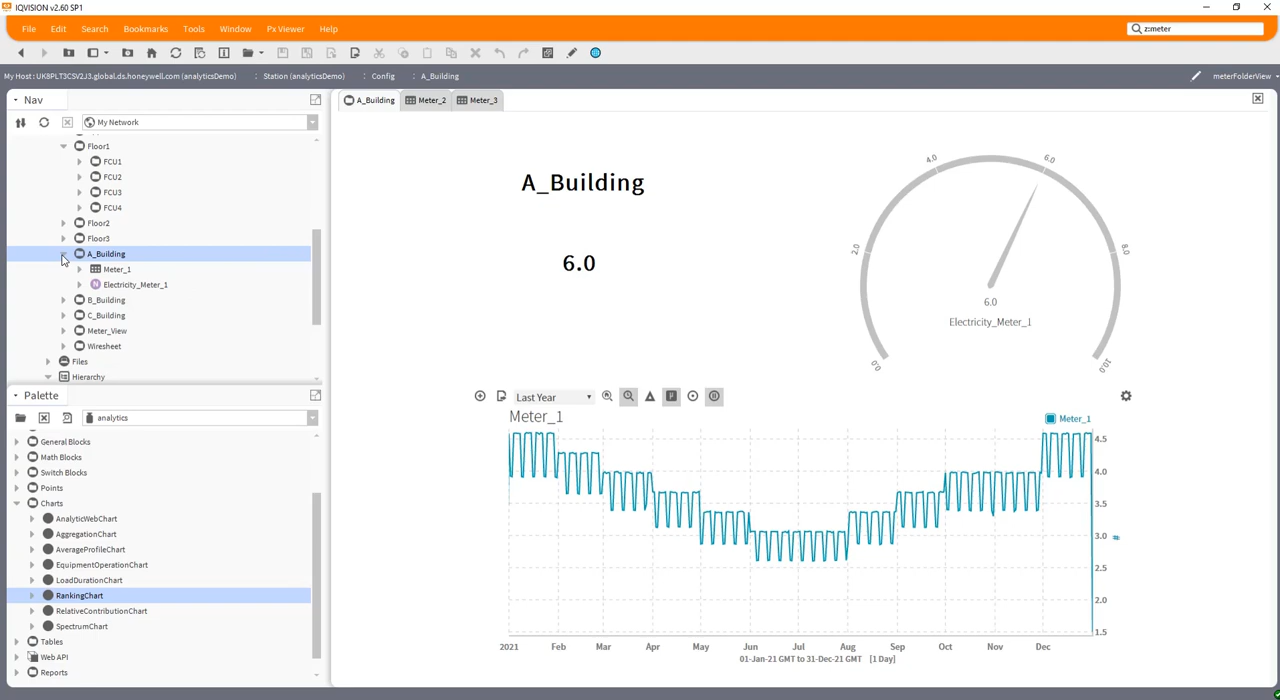 IQVISION v2.60 SP1
File Edit Search Bookmarks Tools Window Px Viewer Help
z:meter
My Host : UK8PLT3CSV2J3.global.ds.honeywell.com (analyticsDemo) : Station (analyticsDemo) : Config : A_Building
meterFolderView
Nav
My Network
Floor1
FCU1
FCU2
FCU3
FCU4
Floor2
Floor3
A_Building
Meter_1
N Electricity_Meter_1
B_Building
C_Building
Meter_View
Wiresheet
Files
Hierarchy
Palette
analytics
General Blocks
Math Blocks
Switch Blocks
Points
Charts
AnalyticWebChart
AggregationChart
AverageProfileChart
EquipmentOperationChart
LoadDurationChart
RankingChart
RelativeContributionChart
SpectrumChart
Tables
Web API
Reports
A_Building Meter_2 Meter_3
A_Building
6.0
0.0
2.0
4.0
6.0
8.0
10.0
6.0
Electricity_Meter_1
Last Year
Meter_1
Meter_1
4.5
4.0
3.5
3.0
2.5
2.0
1.5
2021 Feb Mar Apr May Jun Jul Aug Sep Oct Nov Dec
01-Jan-21 GMT to 31-Dec-21 GMT [1 Day]